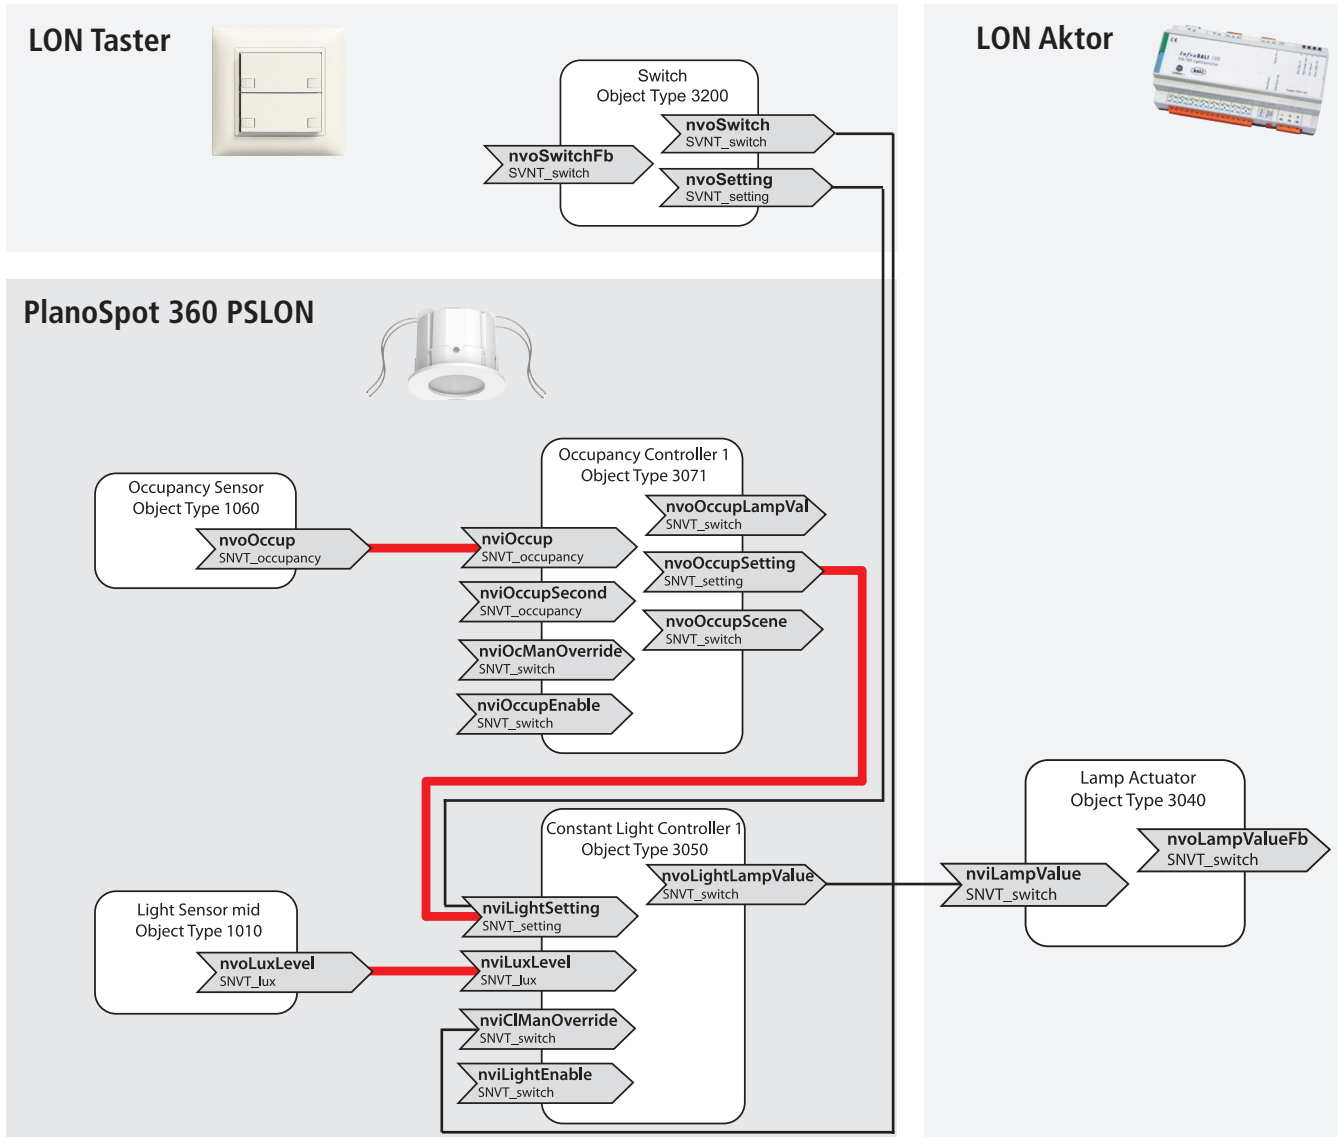 LON Taster
Switch
Object Type 3200
nvoSwitch
SVNT_switch
nvoSwitchFb
SVNT_switch
nvoSetting
SVNT_setting
LON Aktor
PlanoSpot 360 PSLON
Occupancy Sensor
Object Type 1060
nvoOccup
SNVT_occupancy
Occupancy Controller 1
Object Type 3071
nvoOccupLampVal
SNVT_switch
nviOccup
SNVT_occupancy
nvoOccupSetting
SNVT_setting
nviOccupSecond
SNVT_occupancy
nvoOccupScene
SNVT_switch
nviOcManOverride
SNVT_switch
nviOccupEnable
SNVT_switch
Constant Light Controller 1
Object Type 3050
nvoLightLampValue
SNVT_switch
nviLightSetting
SNVT_setting
Light Sensor mid
Object Type 1010
nvoLuxLevel
SNVT_lux
nviLuxLevel
SNVT_lux
nviClManOverride
SNVT_switch
nviLightEnable
SNVT_switch
Lamp Actuator
Object Type 3040
nvoLampValueFb
SNVT_switch
nviLampValue
SNVT_switch